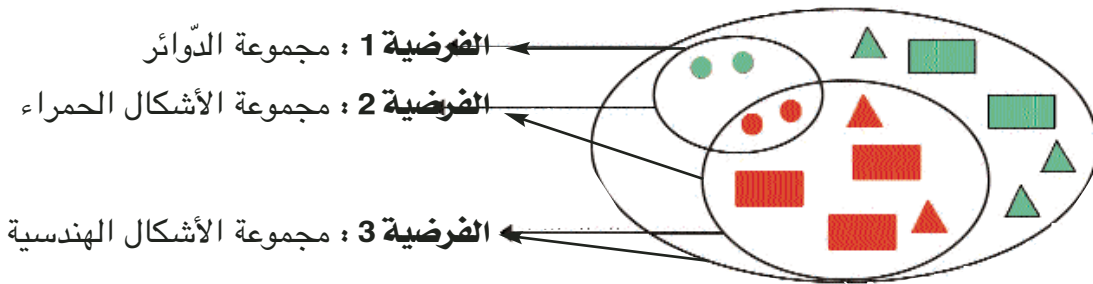 الفرضية 1 : مجموعة الدّوائر
الفرضية 2 : مجموعة الأشكال الحمراء
الفرضية 3 : مجموعة الأشكال الهندسية